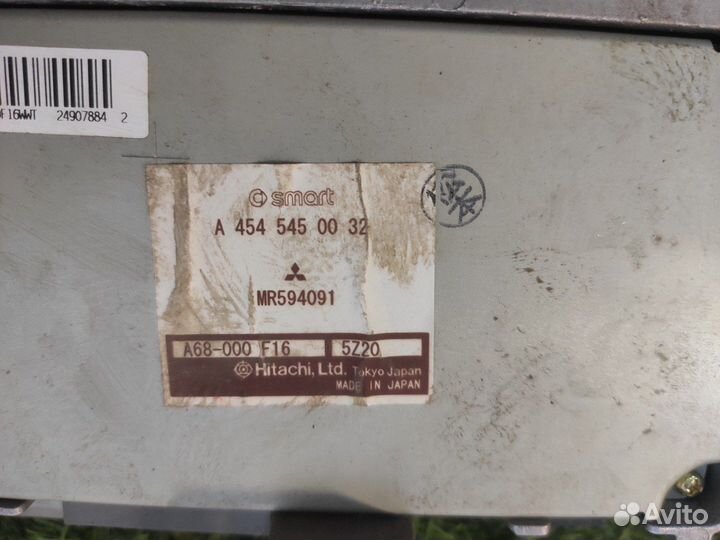 F16WWT 24907884 2
smart
A 454 545 00 32
MR594091
A68-000 F16 5Z20
Hitachi, Ltd. Tokyo Japan
MADE IN JAPAN
Avito